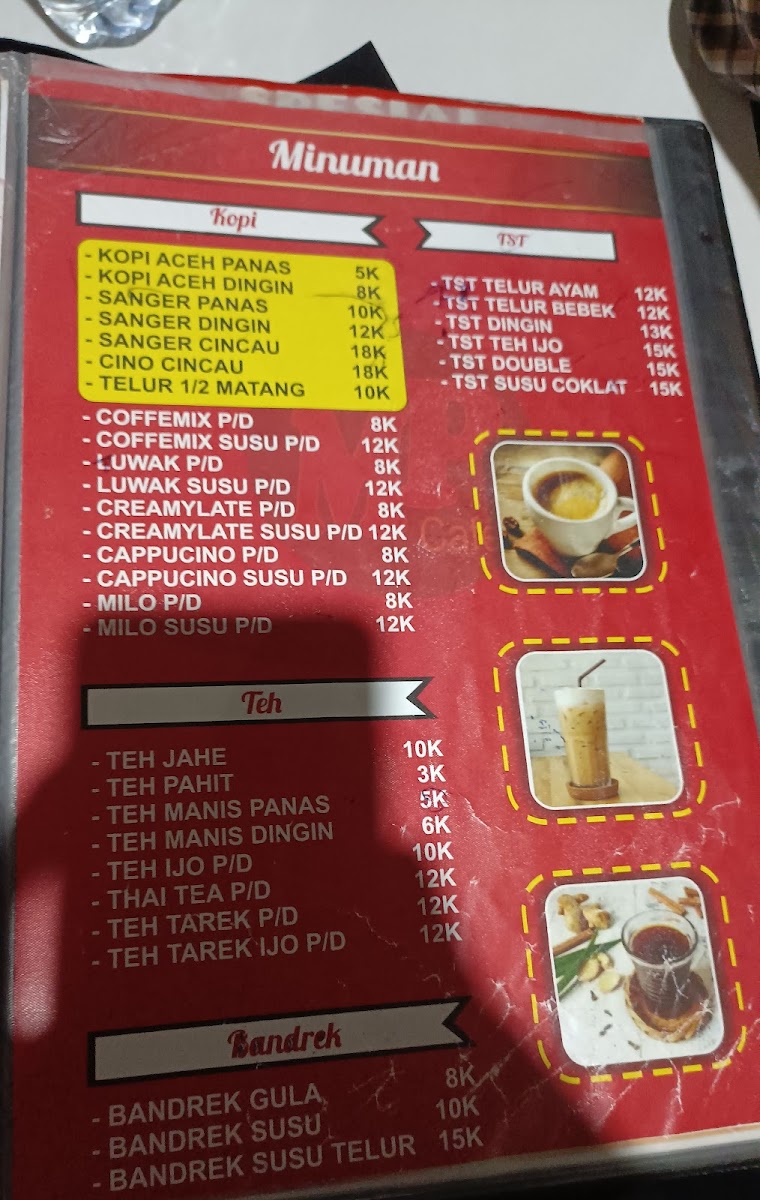 SPESIAL
Minuman
Kopi
- KOPI ACEH PANAS 5K
- KOPI ACEH DINGIN 8K
- SANGER PANAS 10K
- SANGER DINGIN 12K
- SANGER CINCAU 18K
- CINO CINCAU 18K
- TELUR 1/2 MATANG 10K
- COFFEMIX P/D 8K
- COFFEMIX SUSU P/D 12K
- LUWAK P/D 8K
- LUWAK SUSU P/D 12K
- CREAMYLATE P/D 8K
- CREAMYLATE SUSU P/D 12K
- CAPPUCINO P/D 8K
- CAPPUCINO SUSU P/D 12K
- MILO P/D 8K
- MILO SUSU P/D 12K
TST
- TST TELUR AYAM 12K
- TST TELUR BEBEK 12K
- TST DINGIN 13K
- TST TEH IJO 15K
- TST DOUBLE 15K
- TST SUSU COKLAT 15K
Teh
- TEH JAHE 10K
- TEH PAHIT 3K
- TEH MANIS PANAS 5K
- TEH MANIS DINGIN 6K
- TEH IJO P/D 10K
- THAI TEA P/D 12K
- TEH TAREK P/D 12K
- TEH TAREK IJO P/D 12K
Bandrek
- BANDREK GULA 8K
- BANDREK SUSU 10K
- BANDREK SUSU TELUR 15K